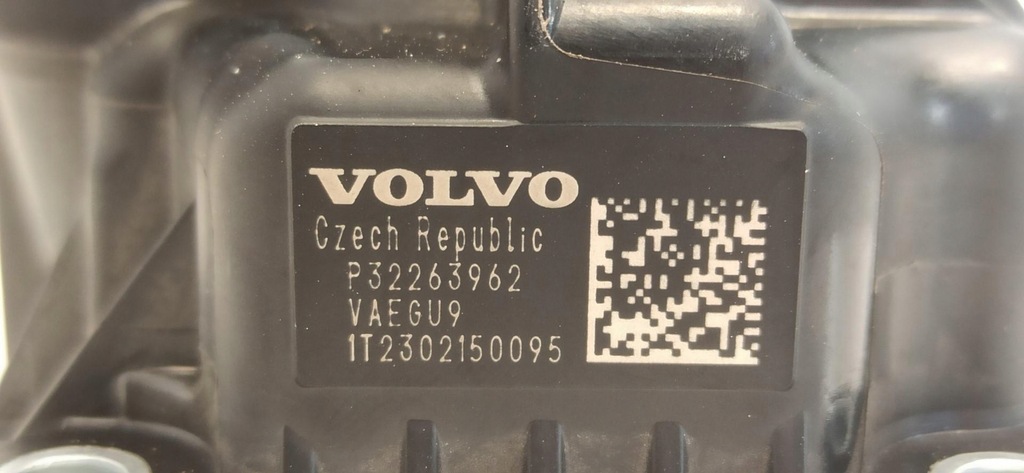 VOLVO
Czech Republic
P32263962
VAEGU9
1T2302150095